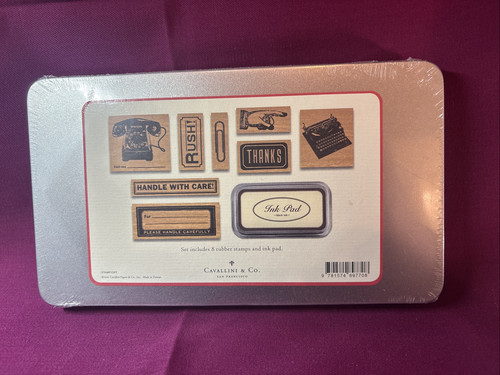 RUSH!
THANKS
HANDLE WITH CARE!
For
PLEASE HANDLE CAREFULLY
Ink Pad
Set includes 8 rubber stamps and ink pad.
CAVALLINI & CO.
SAN FRANCISCO